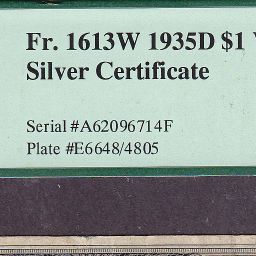 Fr. 1613W 1935D $1
Silver Certificate
Serial #A62096714F
Plate #E6648/4805